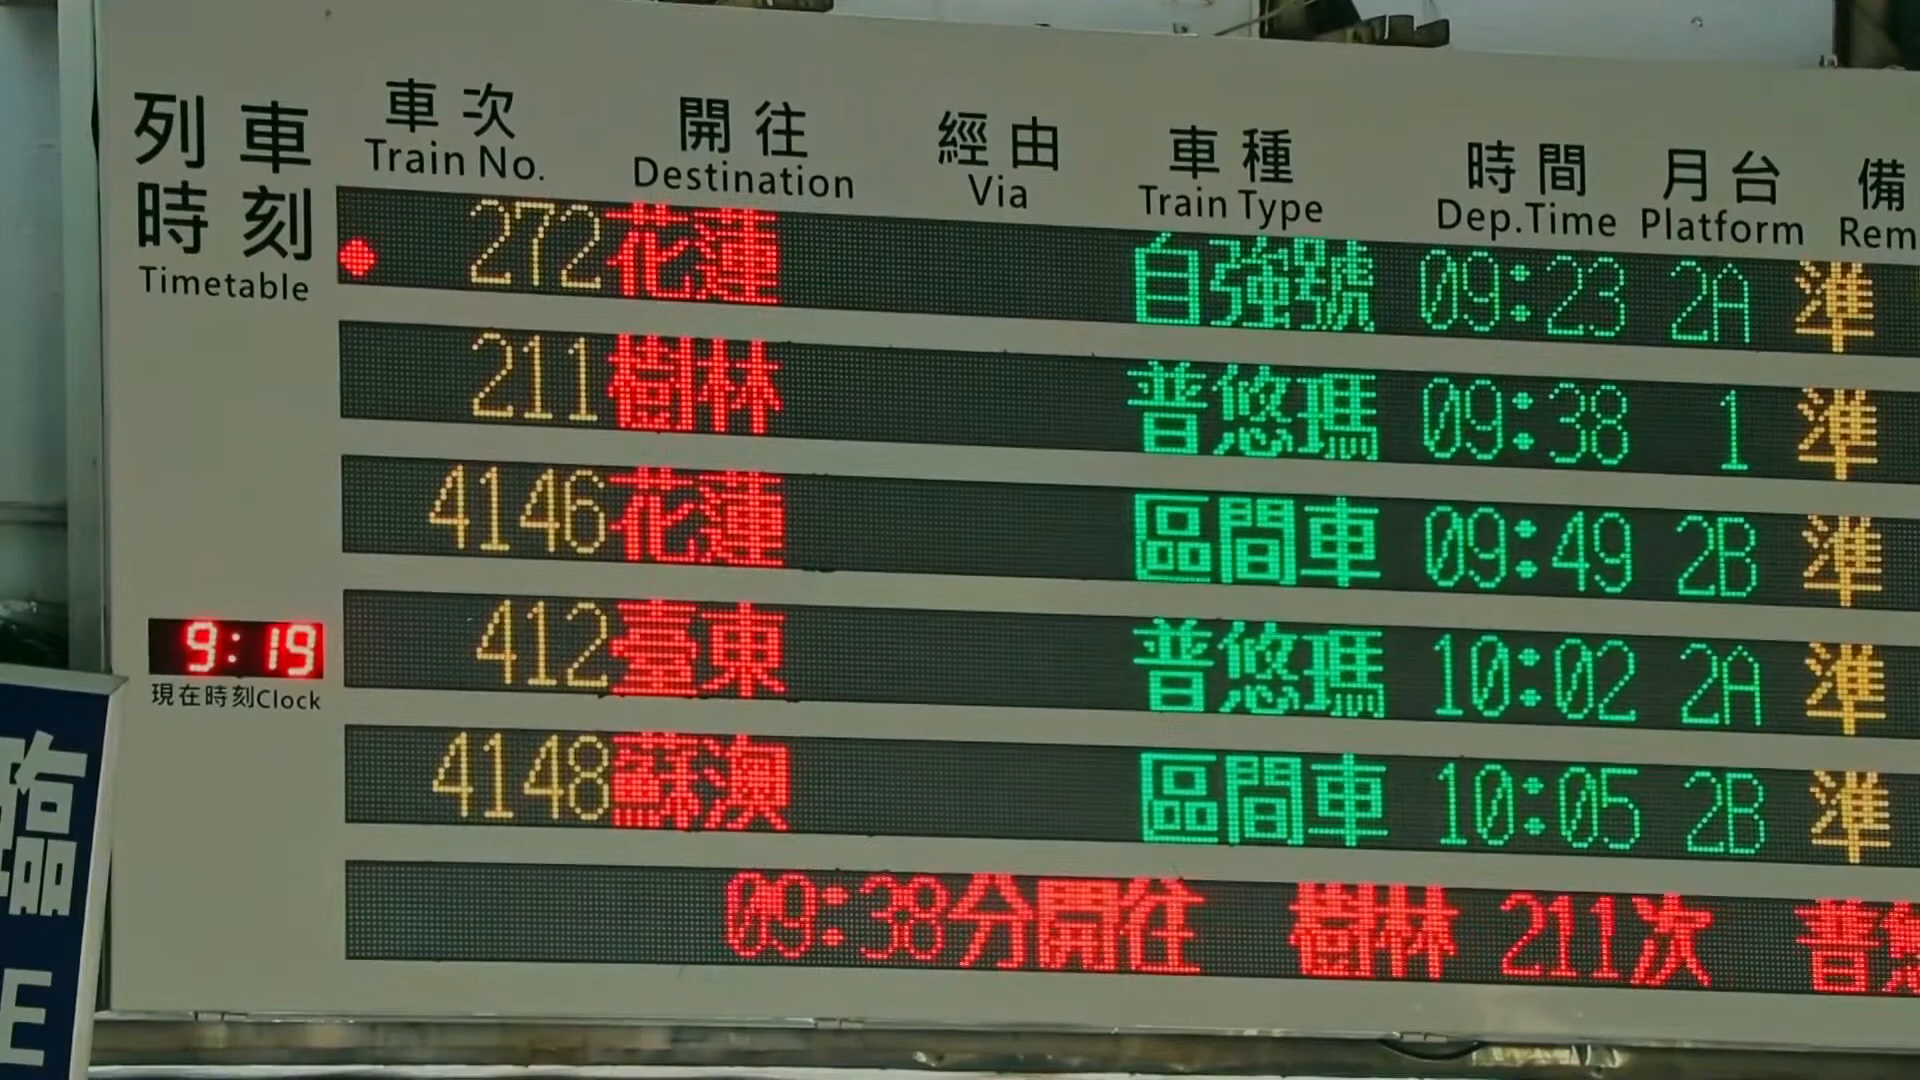 列車時刻
Timetable
車次 開往 經由 車種 時間 月台 備
Train No. Destination Via Train Type Dep.Time Platform Rem
272 花蓮 自強號 09:23 2A 準
211 樹林 普悠瑪 09:38 1 準
4146 花蓮 區間車 09:49 2B 準
412 臺東 普悠瑪 10:02 2A 準
4148 蘇澳 區間車 10:05 2B 準
09:38分開往 樹林 211次 普悠
9:19
現在時刻Clock
臨
E